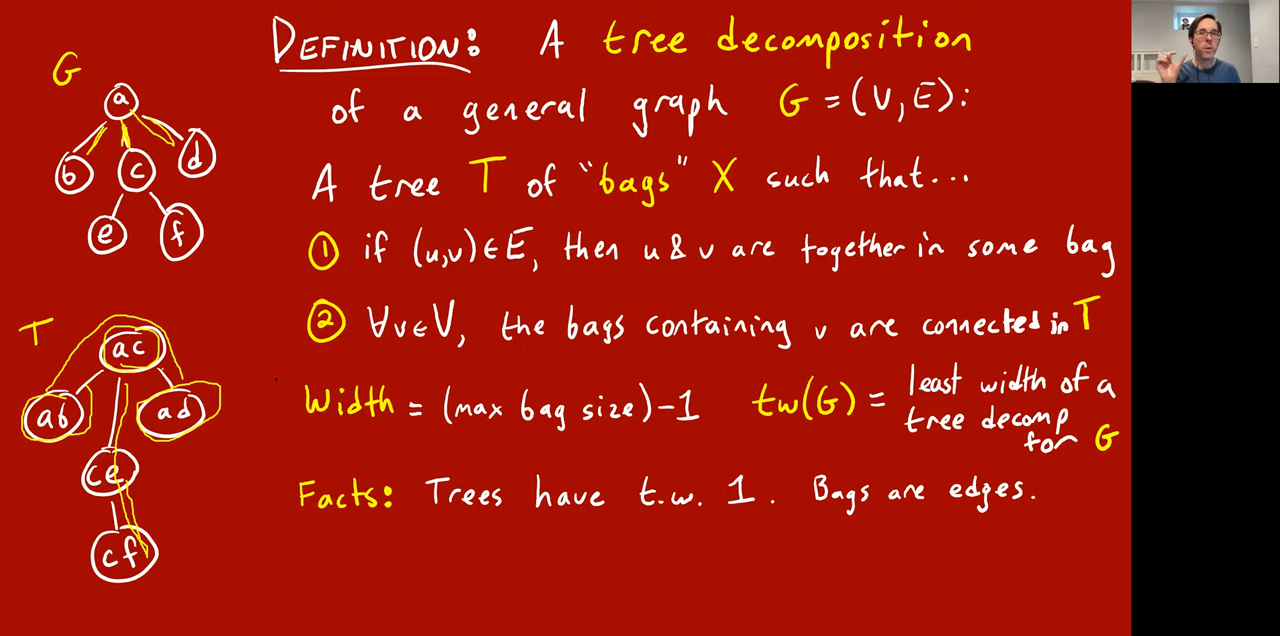 DEFINITION: A tree decomposition
of a general graph G = (V, E):
A tree T of "bags" X such that...
① if (u,v) ∈ E, then u & v are together in some bag
② ∀v∈V, the bags containing v are connected in T
Width = (max bag size) - 1
tw(G) = least width of a
tree decomp
for G
Facts: Trees have t.w. 1. Bags are edges.
G
a
b c d
e f
T
ac
ab ad
ce
cf